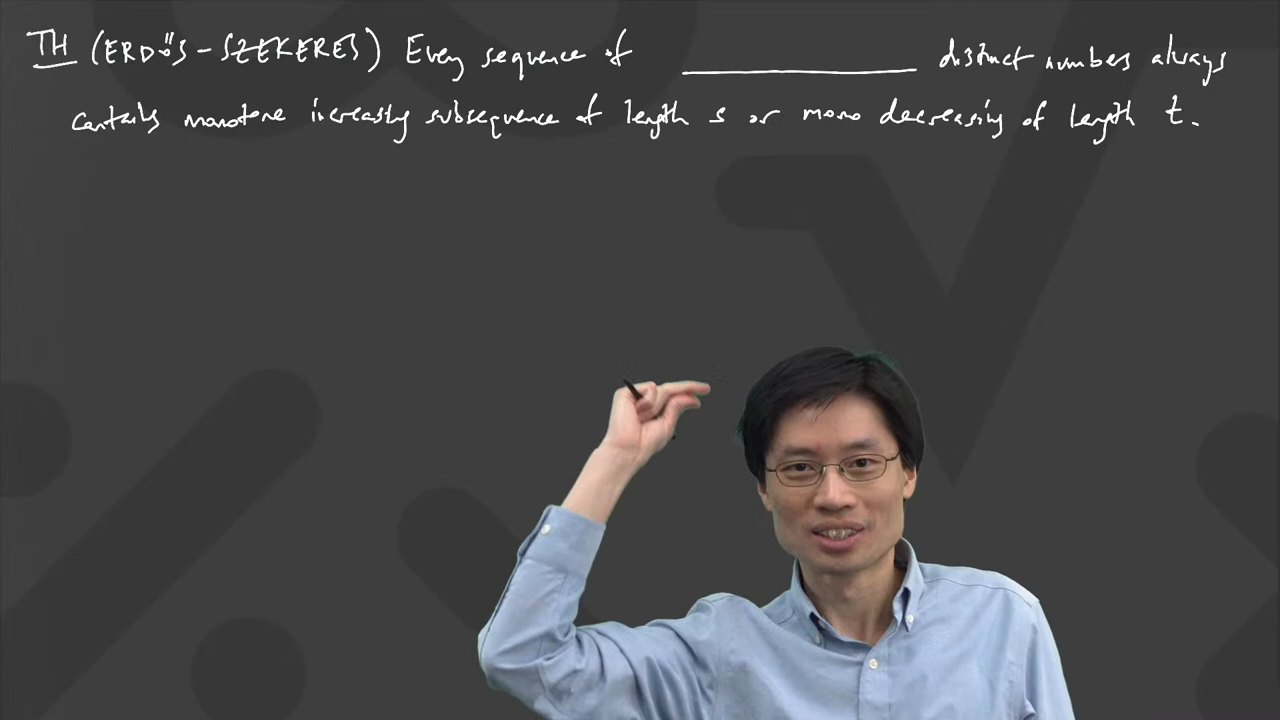 TH (ERDŐS-SZEKERES) Every sequence of __________ distinct numbers always
contains monotone increasing subsequence of length s or mono decreasing of length t.